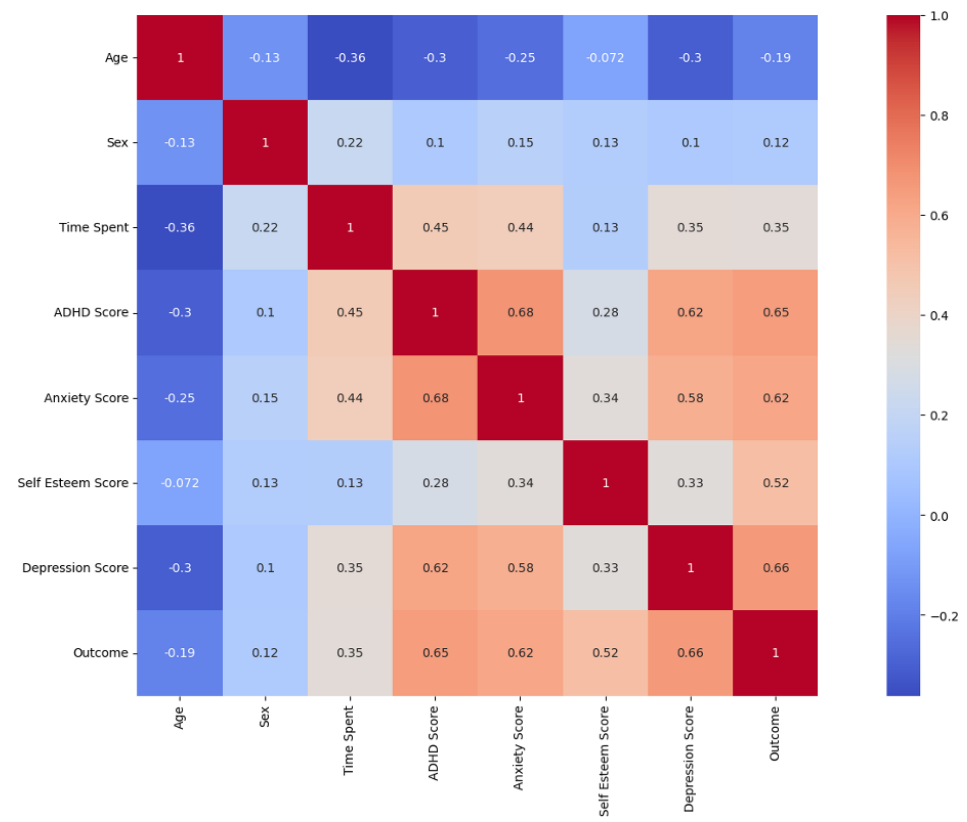 Age 1 -0.13 -0.36 -0.3 -0.25 -0.072 -0.3 -0.19
Sex -0.13 1 0.22 0.1 0.15 0.13 0.1 0.12
Time Spent -0.36 0.22 1 0.45 0.44 0.13 0.35 0.35
ADHD Score -0.3 0.1 0.45 1 0.68 0.28 0.62 0.65
Anxiety Score -0.25 0.15 0.44 0.68 1 0.34 0.58 0.62
Self Esteem Score -0.072 0.13 0.13 0.28 0.34 1 0.33 0.52
Depression Score -0.3 0.1 0.35 0.62 0.58 0.33 1 0.66
Outcome -0.19 0.12 0.35 0.65 0.62 0.52 0.66 1
Age
Sex
Time Spent
ADHD Score
Anxiety Score
Self Esteem Score
Depression Score
Outcome
1.0
0.8
0.6
0.4
0.2
0.0
−0.2